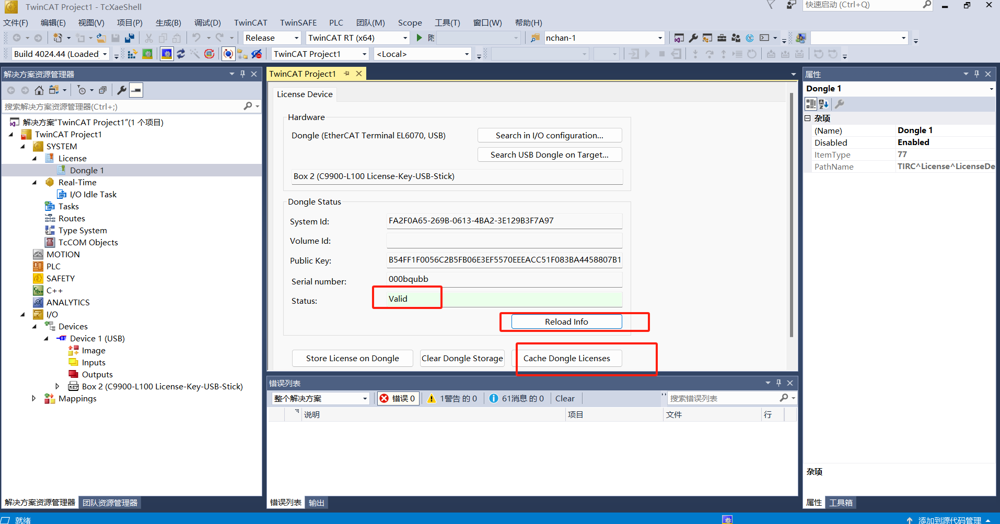 TwinCAT Project1 - TcXaeShell
快速启动 (Ctrl+Q)
文件(F) 编辑(E) 视图(V) 项目(P) 生成(B) 调试(D) TwinCAT TwinSAFE PLC 团队(M) Scope 工具(T) 窗口(W) 帮助(H)
Release TwinCAT RT (x64) 附 nchan-1
Build 4024.44 (Loaded) TwinCAT Project1 <Local>
解决方案资源管理器
搜索解决方案资源管理器(Ctrl+;)
解决方案“TwinCAT Project1”(1 个项目)
TwinCAT Project1
SYSTEM
License
Dongle 1
Real-Time
I/O Idle Task
Tasks
Routes
Type System
TcCOM Objects
MOTION
PLC
SAFETY
C++
ANALYTICS
I/O
Devices
Device 1 (USB)
Image
Inputs
Outputs
Box 2 (C9900-L100 License-Key-USB-Stick)
Mappings
解决方案资源管理器 团队资源管理器
TwinCAT Project1
License Device
Hardware
Dongle (EtherCAT Terminal EL6070, USB)
Search in I/O configuration...
Search USB Dongle on Target...
Box 2 (C9900-L100 License-Key-USB-Stick)
Dongle Status
System Id: FA2F0A65-269B-0613-4BA2-3E129B3F7A97
Volume Id:
Public Key: B54FF1F0056C2B5FB06E3EF5570EEEACC51F083BA4458807B1
Serial number: 000bqubb
Status: Valid
Reload Info
Store License on Dongle Clear Dongle Storage Cache Dongle Licenses
错误列表
整个解决方案 错误 0 1警告 的 0 61消息 的 0 Clear 搜索错误列表
说明 项目 文件 行
错误列表 输出
属性
Dongle 1
杂项
(Name) Dongle 1
Disabled Enabled
ItemType 77
PathName TIRC^License^LicenseDe
杂项
属性 工具箱
就绪
添加到源代码管理